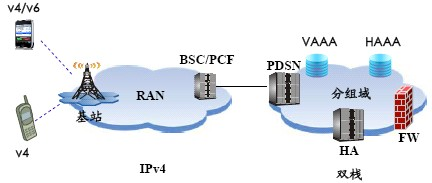 v4/v6
VAAA
HAAA
BSC/PCF
PDSN
RAN
分组域
基站
FW
v4
HA
IPv4
双栈